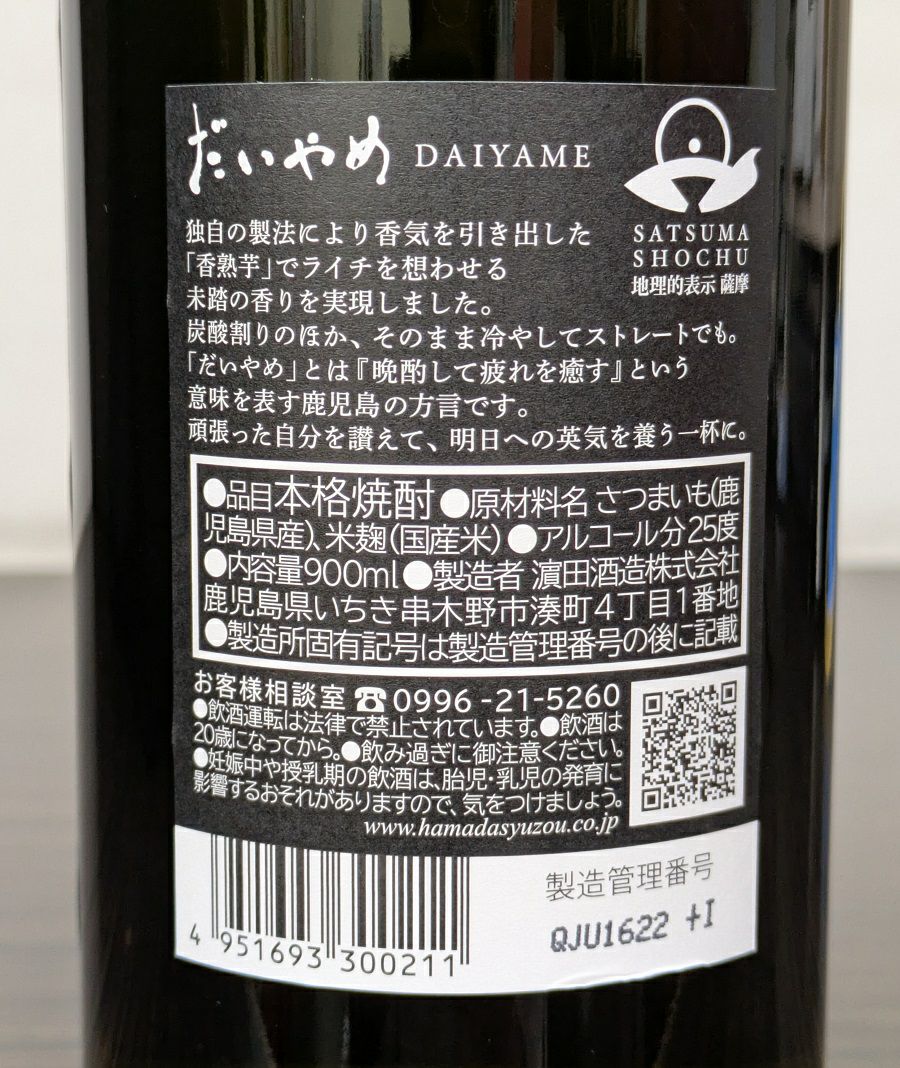 だいやめ DAIYAME
SATSUMA
SHOCHU
地理的表示 薩摩
独自の製法により香気を引き出した
「香熟芋」でライチを想わせる
未踏の香りを実現しました。
炭酸割りのほか、そのまま冷やしてストレートでも。
「だいやめ」とは『晩酌して疲れを癒す』という
意味を表す鹿児島の方言です。
頑張った自分を讃えて、明日への英気を養う一杯に。
●品目本格焼酎●原材料名 さつまいも(鹿
児島県産)、米麹(国産米)●アルコール分25度
●内容量900ml●製造者 濵田酒造株式会社
鹿児島県いちき串木野市湊町4丁目1番地
●製造所固有記号は製造管理番号の後に記載
お客様相談室 ☎0996-21-5260
●飲酒運転は法律で禁止されています。●飲酒は
20歳になってから。●飲み過ぎに御注意ください。
●妊娠中や授乳期の飲酒は、胎児・乳児の発育に
影響するおそれがありますので、気をつけましょう。
www.hamadasyuzou.co.jp
製造管理番号
QJU1622 +I
4 951693 300211